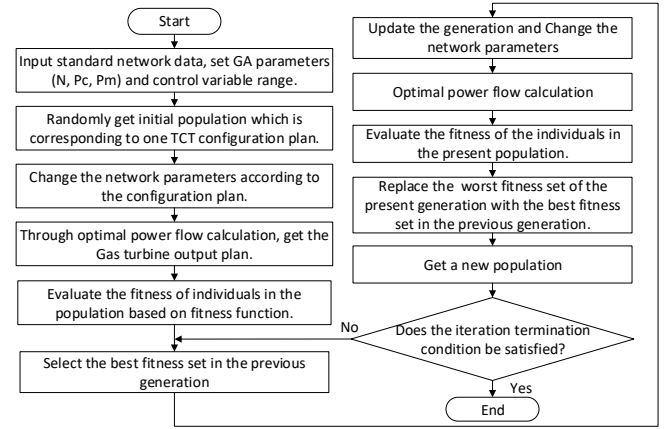 Start
Input standard network data, set GA parameters
(N, Pc, Pm) and control variable range.
Randomly get initial population which is
corresponding to one TCT configuration plan.
Change the network parameters according to
the configuration plan.
Through optimal power flow calculation, get the
Gas turbine output plan.
Evaluate the fitness of individuals in the
population based on fitness function.
Select the best fitness set in the previous
generation
Update the generation and Change the
network parameters
Optimal power flow calculation
Evaluate the fitness of the individuals in
the present population.
Replace the worst fitness set of the
present generation with the best fitness
set in the previous generation.
Get a new population
No
Does the iteration termination
condition be satisfied?
Yes
End